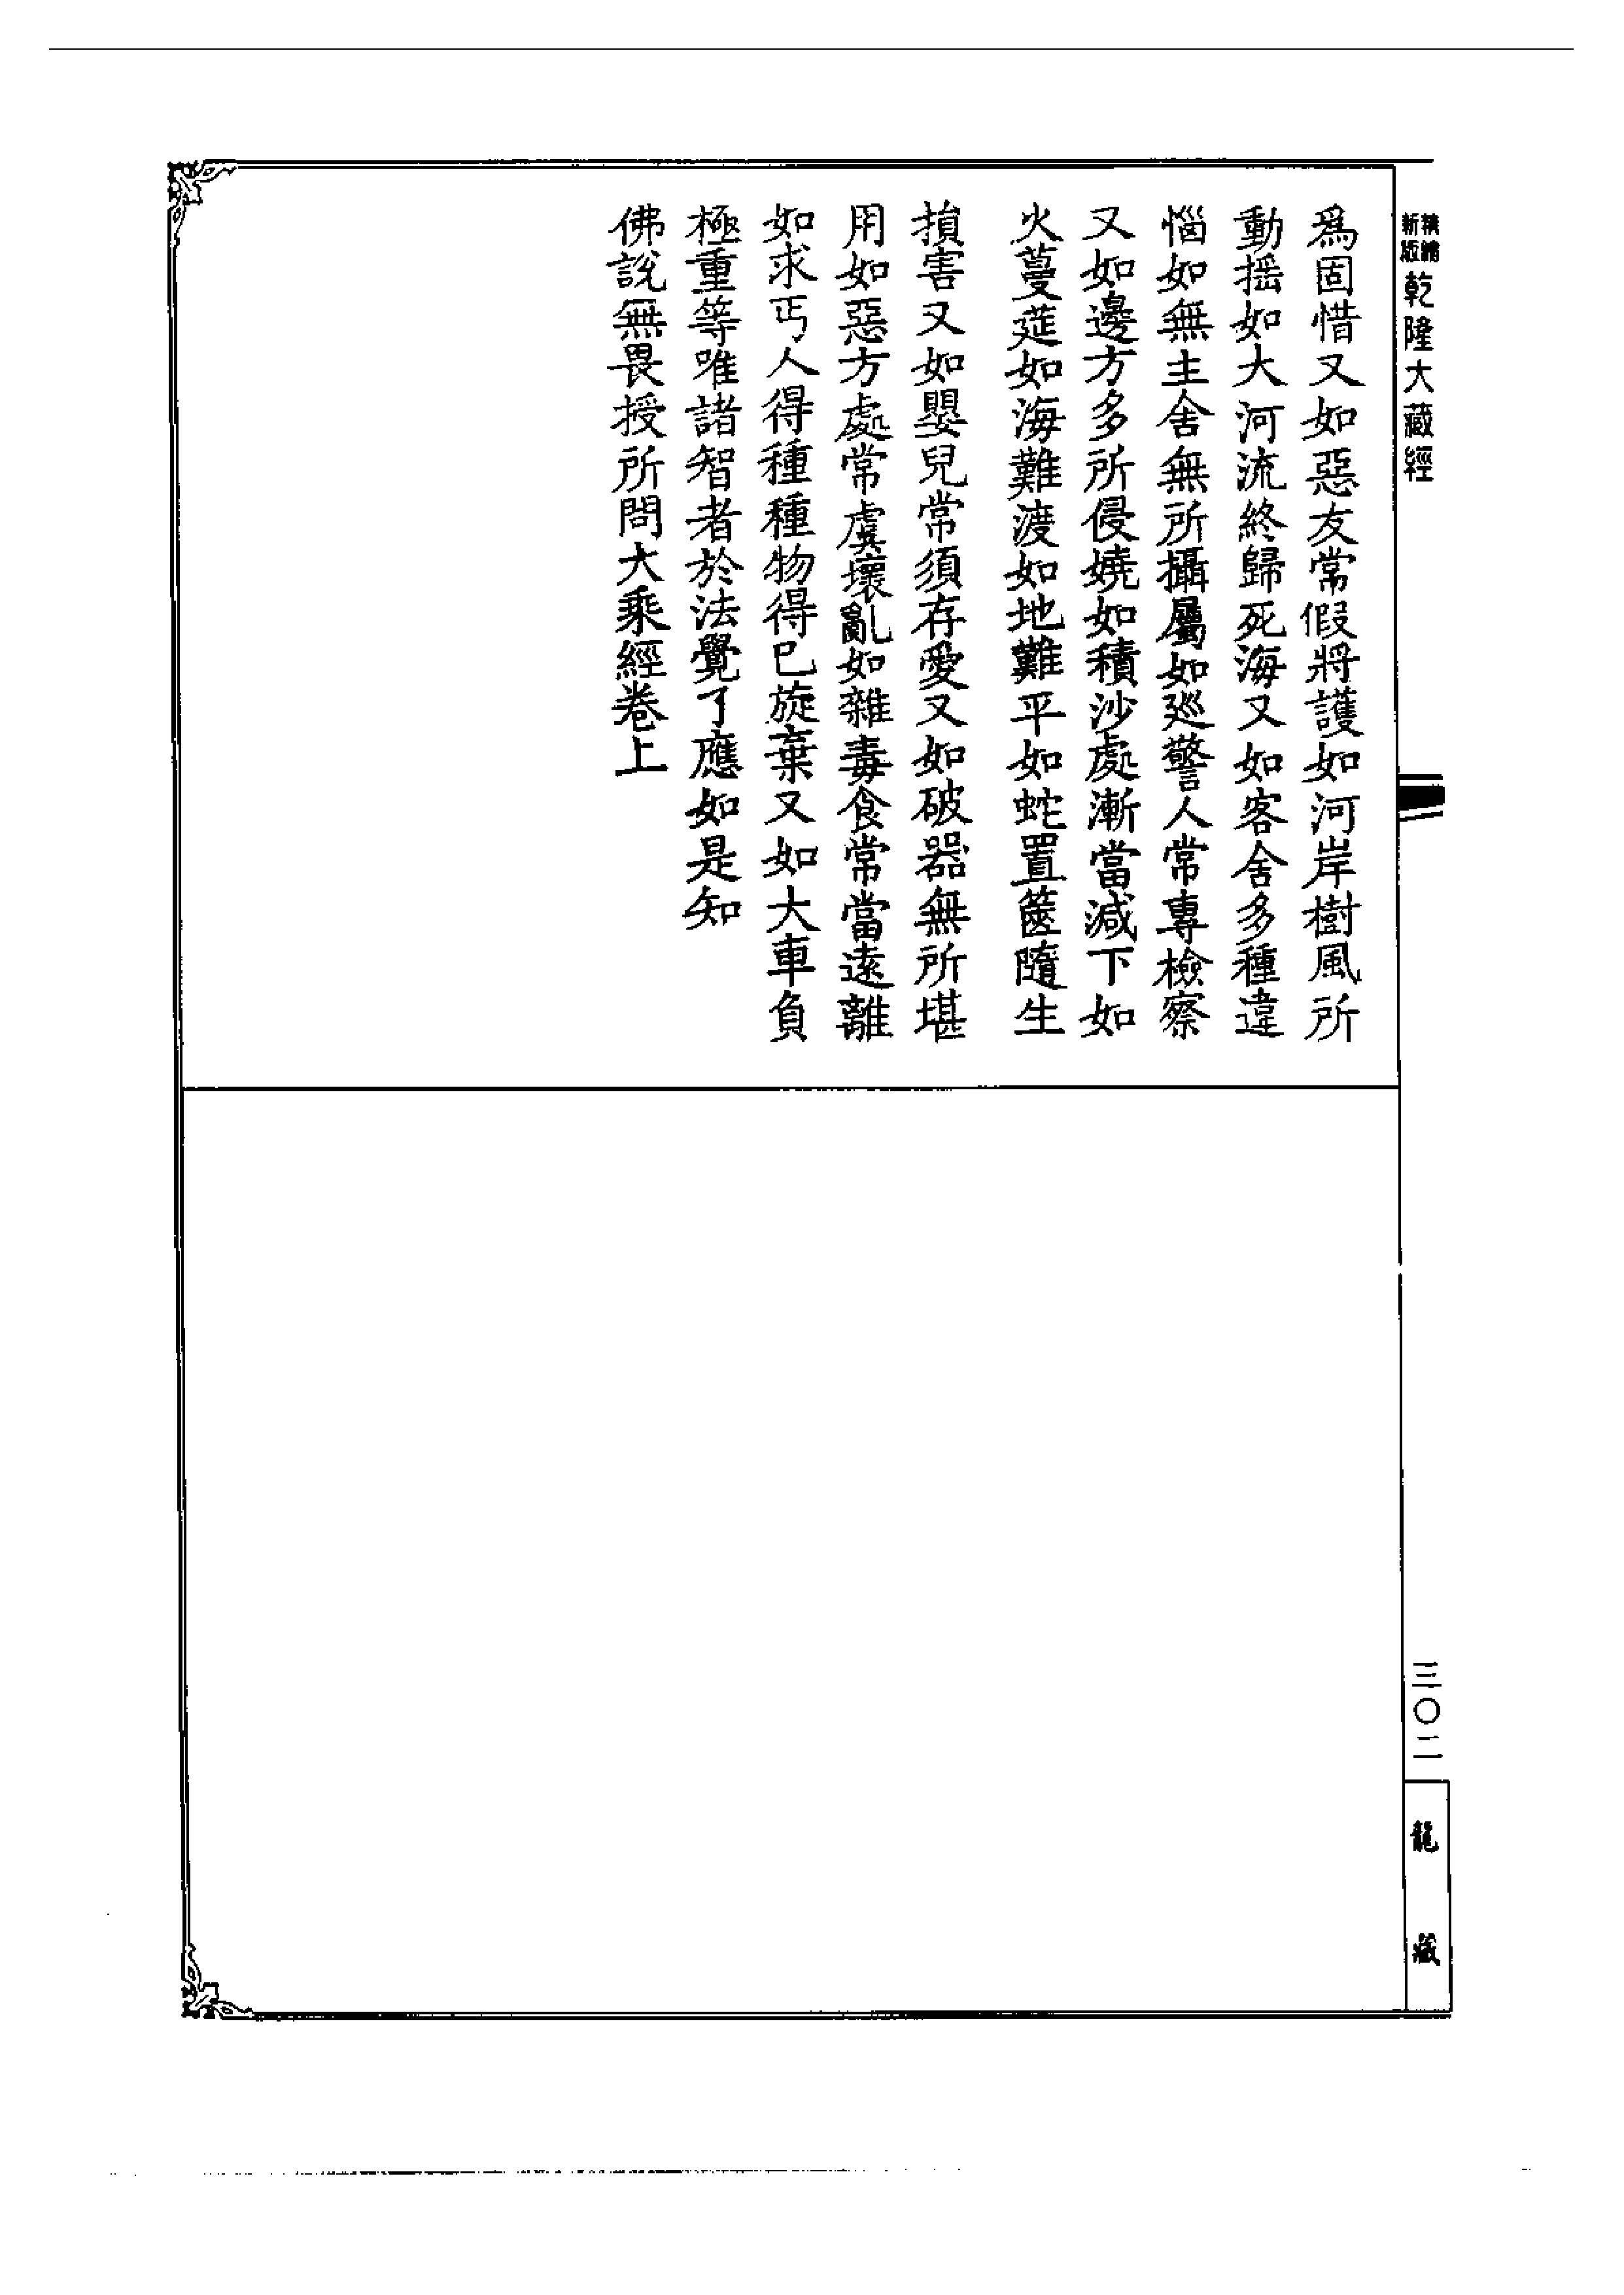 精繪新版乾隆大藏經
為固惜又如惡友常假將護如河岸樹風所
動搖如大河流終歸死海又如客舍多種違
惱如無主舍無所攝屬如廵警人常專檢察
又如邊方多所侵嬈如積沙處漸當減下如
火蔓莚如海難渡如地難平如蛇置篋隨生
損害又如嬰兒常須存愛又如破器無所堪
用如惡方處常虞壞亂如雜毒食常當遠離
如求丐人得種種物得已旋棄又如大車負
極重等唯諸智者於法覺了應如是知
佛說無畏授所問大乘經卷上
三〇二
龍藏